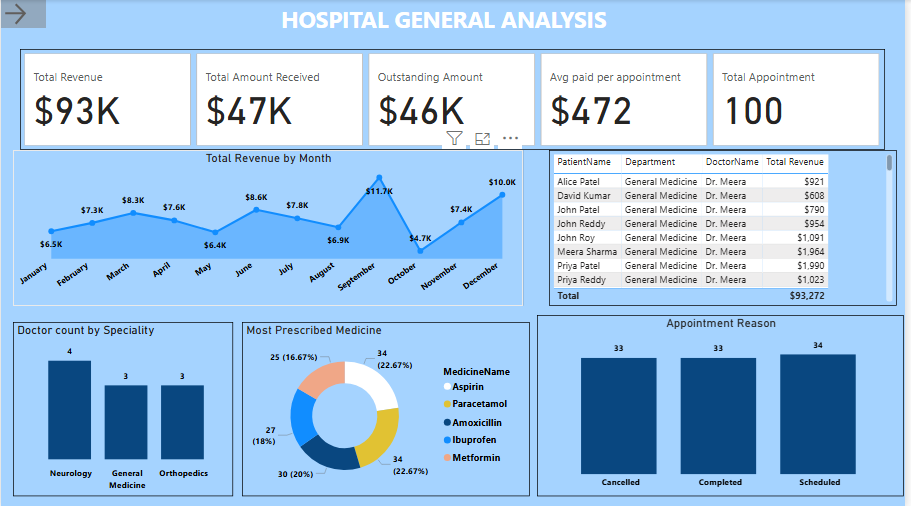 HOSPITAL GENERAL ANALYSIS
Total Revenue
$93K
Total Amount Received
$47K
Outstanding Amount
$46K
Avg paid per appointment
$472
Total Appointment
100
Total Revenue by Month
$6.5K
$7.3K
$8.3K
$7.6K
$6.4K
$8.6K
$7.8K
$6.9K
$11.7K
$4.7K
$7.4K
$10.0K
January
February
March
April
May
June
July
August
September
October
November
December
PatientName Department DoctorName Total Revenue
Alice Patel General Medicine Dr. Meera $921
David Kumar General Medicine Dr. Meera $608
John Patel General Medicine Dr. Meera $790
John Reddy General Medicine Dr. Meera $954
John Roy General Medicine Dr. Meera $1,091
Meera Sharma General Medicine Dr. Meera $1,964
Priya Patel General Medicine Dr. Meera $1,990
Priya Reddy General Medicine Dr. Meera $1,023
Total $93,272
Doctor count by Speciality
4
3
3
Neurology
General
Medicine
Orthopedics
Most Prescribed Medicine
34
(22.67%)
34
(22.67%)
30 (20%)
27
(18%)
25 (16.67%)
MedicineName
Aspirin
Paracetamol
Amoxicillin
Ibuprofen
Metformin
Appointment Reason
33
33
34
Cancelled
Completed
Scheduled